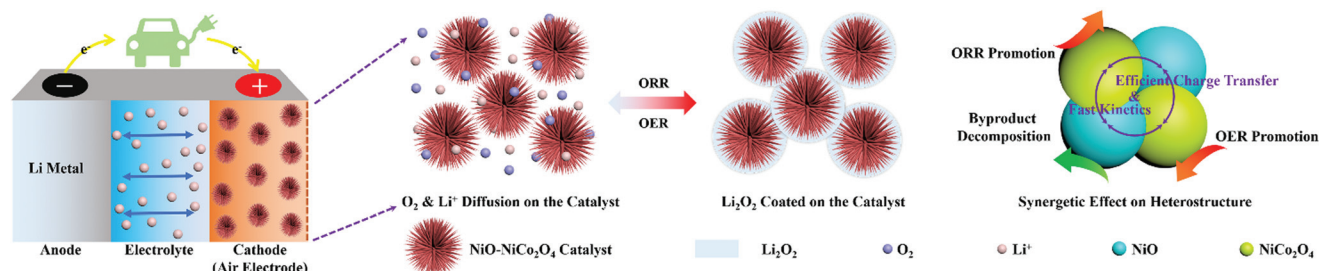 e-
e-
−
+
Li Metal
Anode
Electrolyte
Cathode
(Air Electrode)
ORR
OER
O₂ & Li⁺ Diffusion on the Catalyst
Li₂O₂ Coated on the Catalyst
ORR Promotion
Efficient Charge Transfer
&
Fast Kinetics
Byproduct
Decomposition
OER Promotion
Synergetic Effect on Heterostructure
NiO-NiCo₂O₄ Catalyst
Li₂O₂
O₂
Li⁺
NiO
NiCo₂O₄